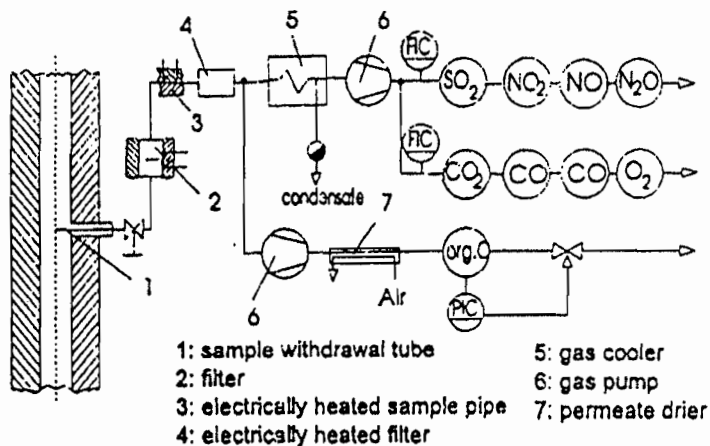 4
5
6
FIC
SO2
NO2
NO
N2O
3
FIC
CO2
CO
CO
O2
2
condensate
7
1
org.C
Air
PIC
6
1: sample withdrawal tube
2: filter
3: electrically heated sample pipe
4: electrically heated filter
5: gas cooler
6: gas pump
7: permeate drier